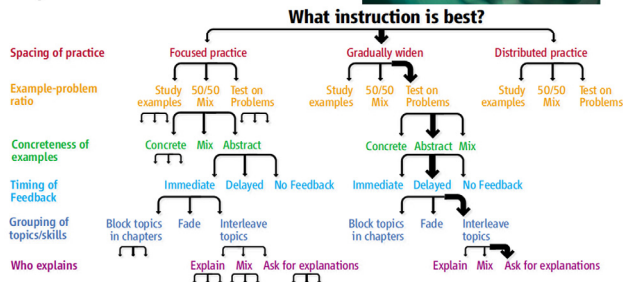 What instruction is best?
Spacing of practice Focused practice Gradually widen Distributed practice
Example-problem ratio Study examples 50/50 Mix Test on Problems Study examples 50/50 Mix Test on Problems Study examples 50/50 Mix Test on Problems
Concreteness of examples Concrete Mix Abstract Concrete Abstract Mix
Timing of Feedback Immediate Delayed No Feedback Immediate Delayed No Feedback
Grouping of topics/skills Block topics in chapters Fade Interleave topics Block topics in chapters Fade Interleave topics
Who explains Explain Mix Ask for explanations Explain Mix Ask for explanations